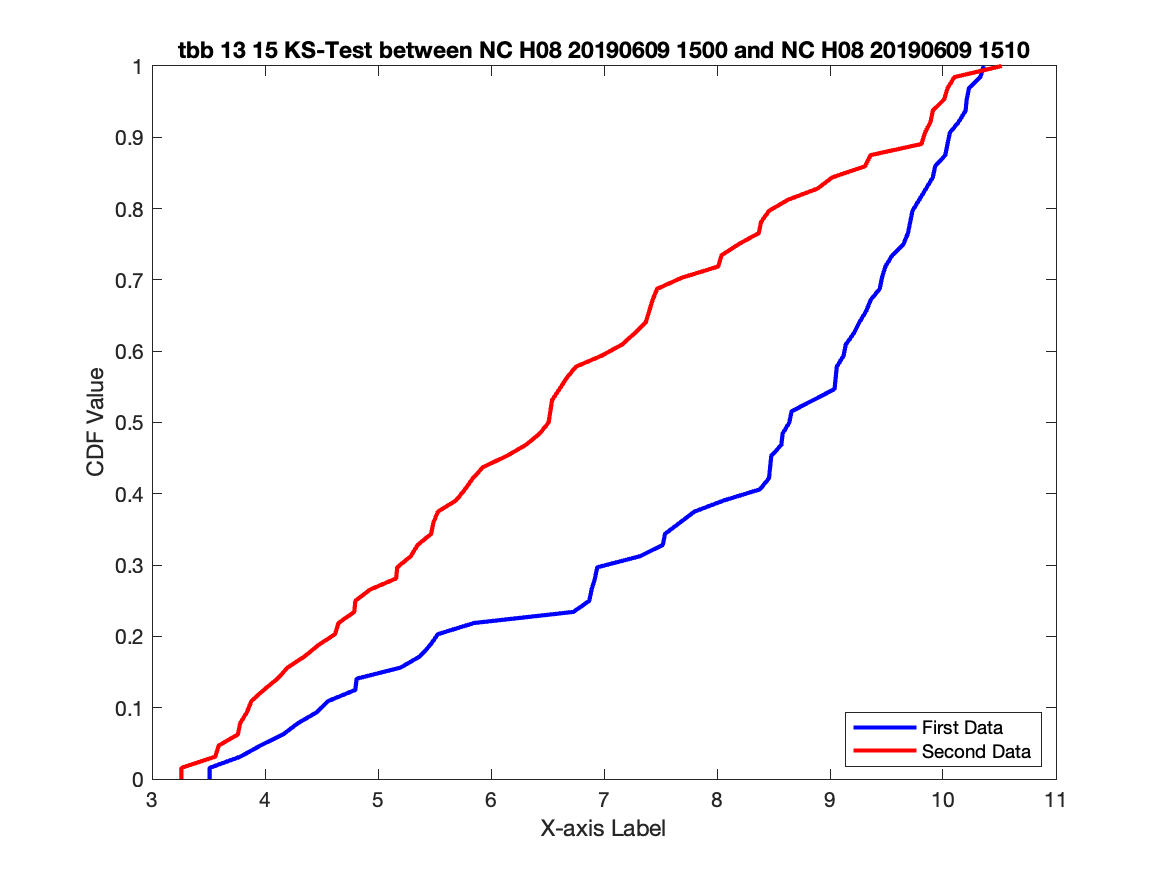 tbb 13 15 KS-Test between NC H08 20190609 1500 and NC H08 20190609 1510
1
0.9
0.8
0.7
0.6
0.5
0.4
0.3
0.2
0.1
0
CDF Value
First Data
Second Data
3 4 5 6 7 8 9 10 11
X-axis Label